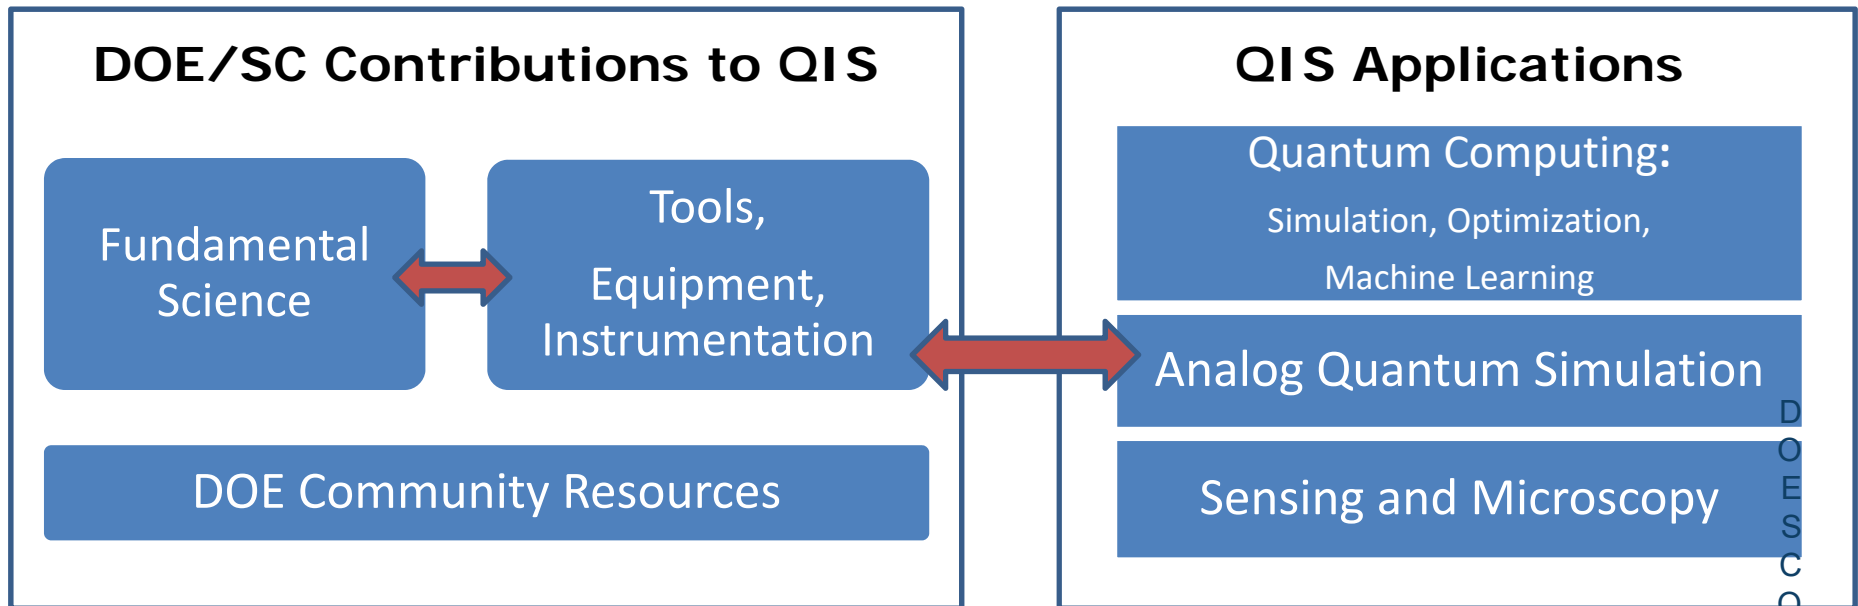 DOE/SC Contributions to QIS
Fundamental
Science
Tools,
Equipment,
Instrumentation
DOE Community Resources
QIS Applications
Quantum Computing:
Simulation, Optimization,
Machine Learning
Analog Quantum Simulation
Sensing and Microscopy
D
O
E
S
C